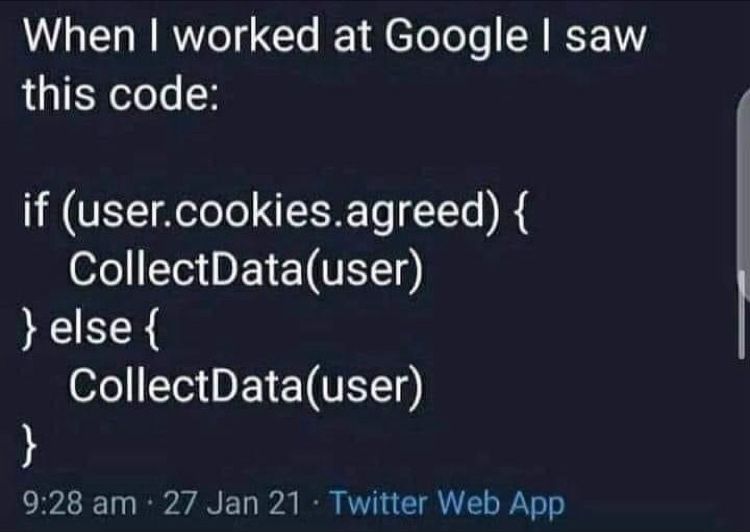 When I worked at Google I saw
this code:
if (user.cookies.agreed) {
CollectData(user)
} else {
CollectData(user)
}
9:28 am · 27 Jan 21 · Twitter Web App